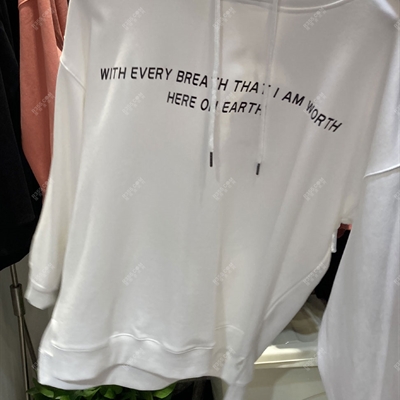 WITH EVERY BREATH THAT I AM WORTH
HERE ON EARTH